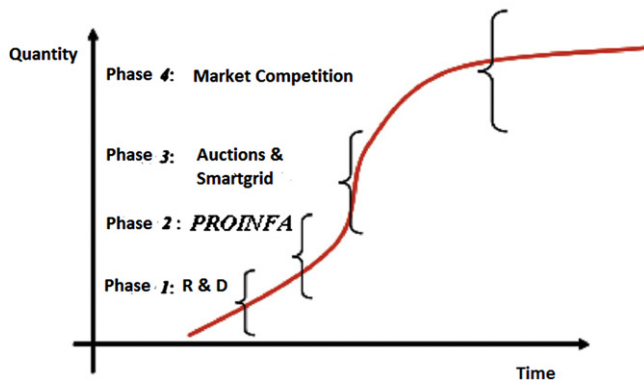 Quantity
Phase 4: Market Competition
Phase 3: Auctions &
Smartgrid
Phase 2 : PROINFA
Phase 1: R & D
Time